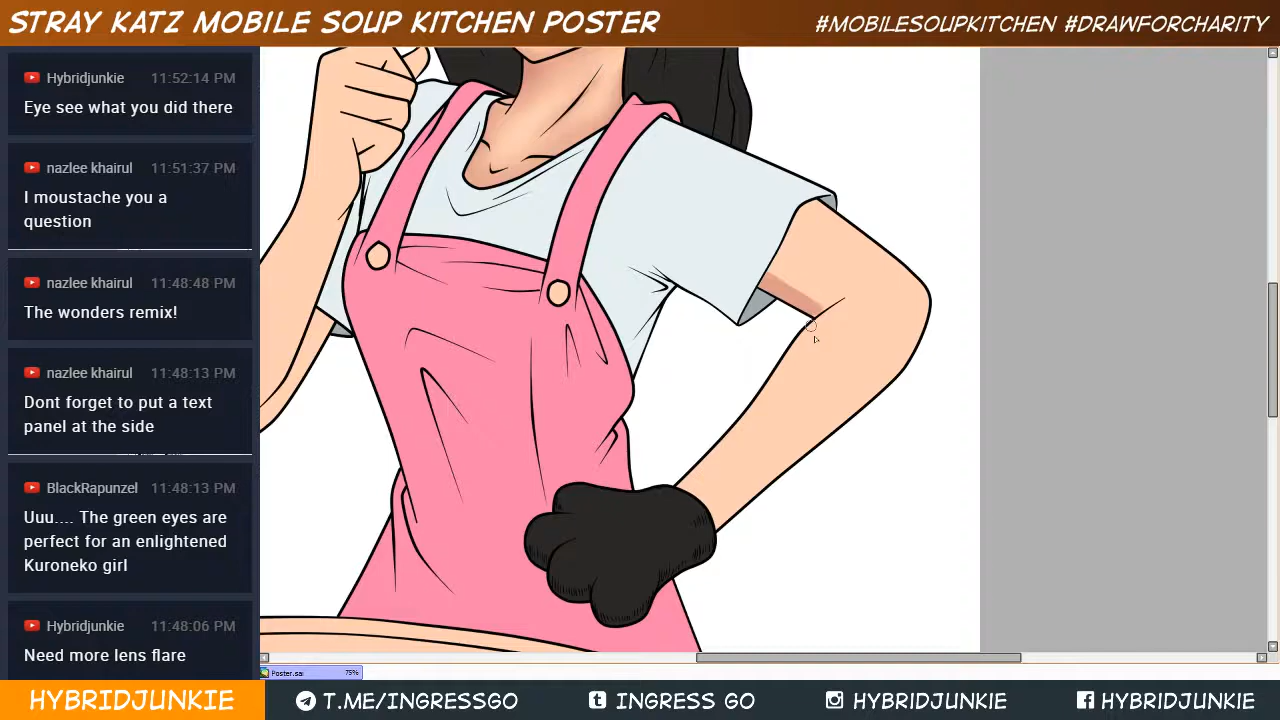 STRAY KATZ MOBILE SOUP KITCHEN POSTER
#MOBILESOUPKITCHEN #DRAWFORCHARITY
Hybridjunkie 11:52:14 PM
Eye see what you did there
nazlee khairul 11:51:37 PM
I moustache you a
question
nazlee khairul 11:48:48 PM
The wonders remix!
nazlee khairul 11:48:13 PM
Dont forget to put a text
panel at the side
BlackRapunzel 11:48:13 PM
Uuu.... The green eyes are
perfect for an enlightened
Kuroneko girl
Hybridjunkie 11:48:06 PM
Need more lens flare
Poster.sai 75%
HYBRIDJUNKIE T.ME/INGRESSGO INGRESS GO HYBRIDJUNKIE HYBRIDJUNKIE